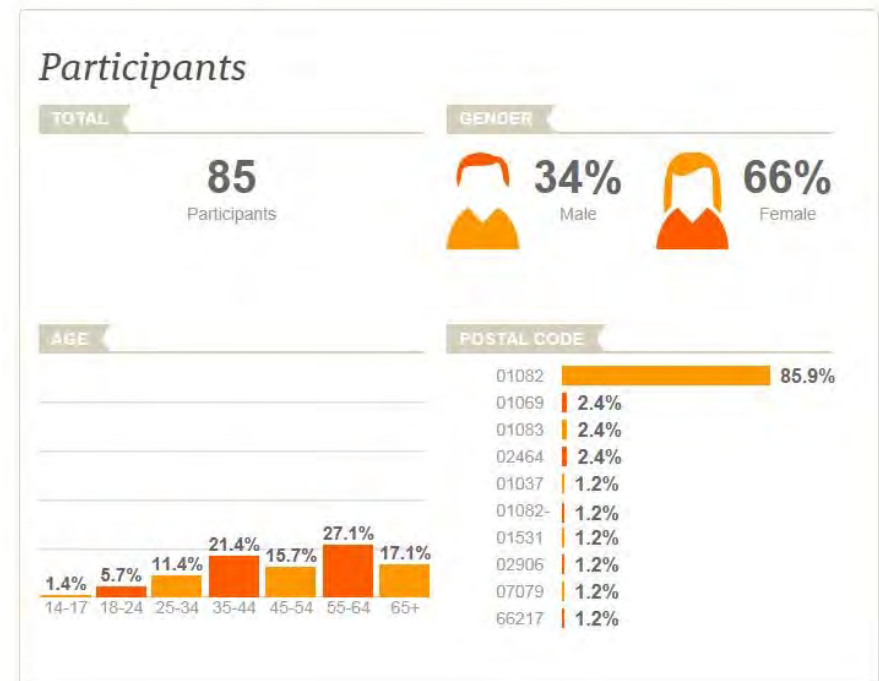 Participants
TOTAL
85
Participants
GENDER
34%
Male
66%
Female
AGE
1.4%
5.7%
11.4%
21.4%
15.7%
27.1%
17.1%
14-17 18-24 25-34 35-44 45-54 55-64 65+
POSTAL CODE
01082 85.9%
01069 2.4%
01083 2.4%
02464 2.4%
01037 1.2%
01082- 1.2%
01531 1.2%
02906 1.2%
07079 1.2%
66217 1.2%